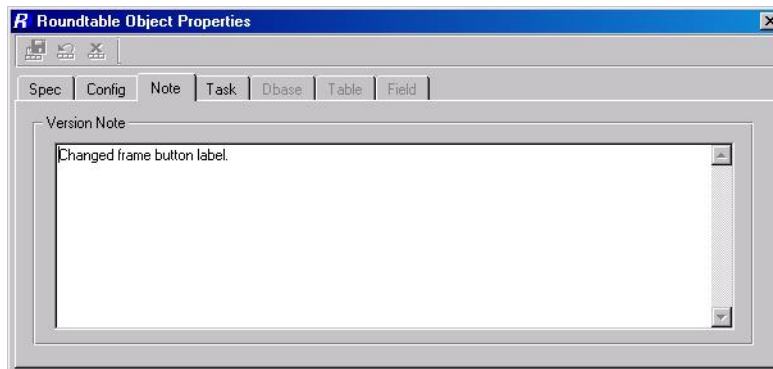 R Roundtable Object Properties
Spec Config Note Task Dbase Table Field
Version Note
Changed frame button label.